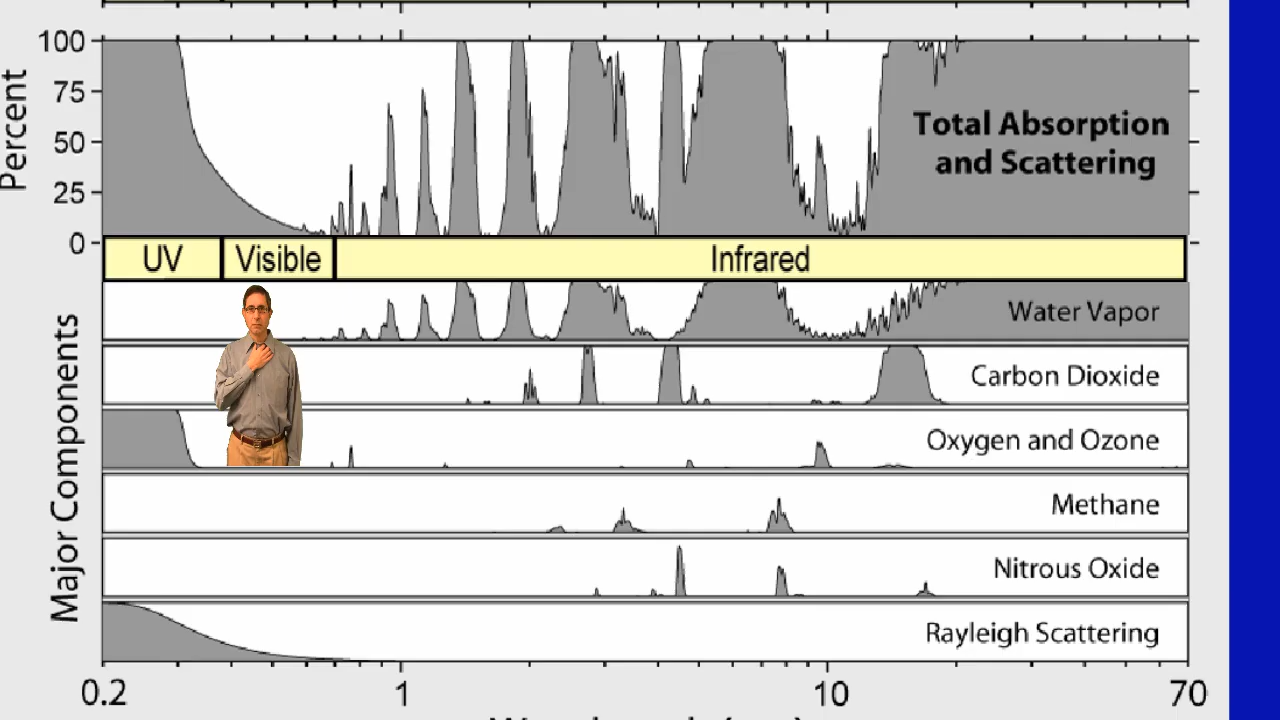 100
75
50
25
0
Percent
Total Absorption
and Scattering
UV
Visible
Infrared
Major Components
Water Vapor
Carbon Dioxide
Oxygen and Ozone
Methane
Nitrous Oxide
Rayleigh Scattering
0.2
1
10
70